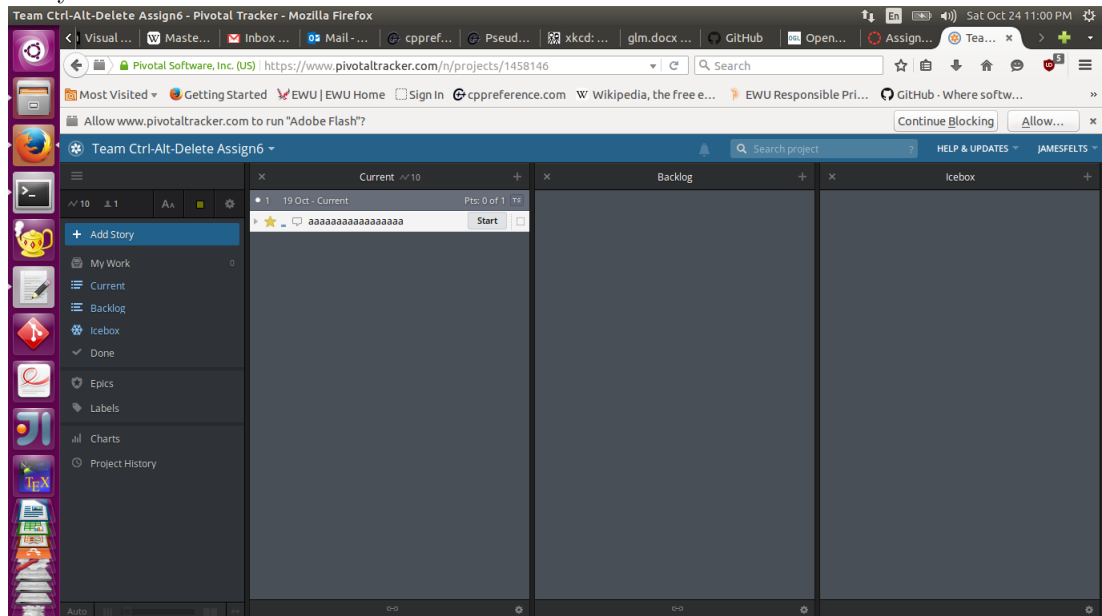 Team Ctrl-Alt-Delete Assign6 - Pivotal Tracker - Mozilla Firefox En Sat Oct 24 11:00 PM
Visual ... Maste... Inbox ... Mail - ... cppref... Pseud... xkcd: ... glm.docx ... GitHub Open... Assign... Tea...
Pivotal Software, Inc. (US) https://www.pivotaltracker.com/n/projects/1458146 Search 5
Most Visited Getting Started EWU | EWU Home Sign In cppreference.com Wikipedia, the free e... EWU Responsible Pri... GitHub · Where softw... »
Allow www.pivotaltracker.com to run "Adobe Flash"? Continue Blocking Allow...
Team Ctrl-Alt-Delete Assign6 Search project ? HELP & UPDATES JAMESFELTS
Current 10 Backlog Icebox
10 1 AA 1 19 Oct - Current Pts: 0 of 1 TS
aaaaaaaaaaaaaaaaa Start
+ Add Story
My Work 0
Current
Backlog
Icebox
Done
Epics
Labels
Charts
Project History
TEX
Auto